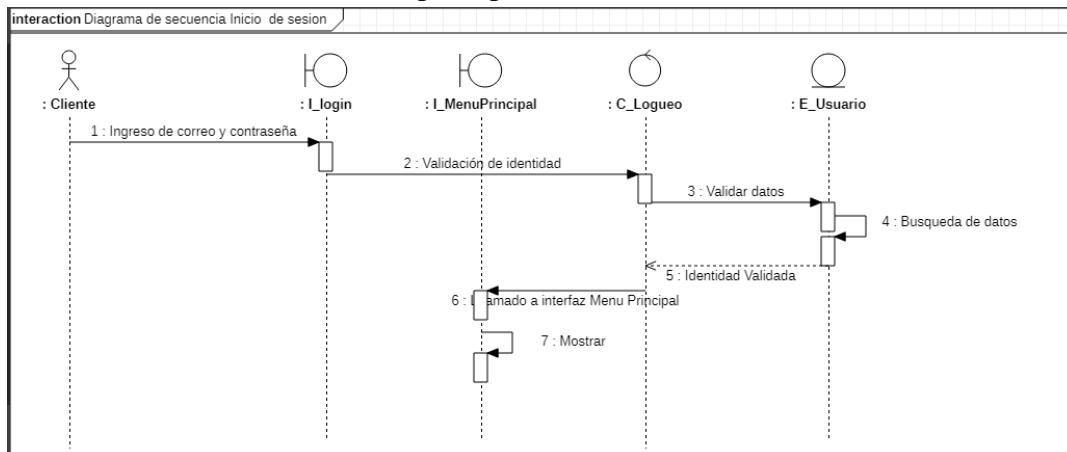 interaction Diagrama de secuencia Inicio de sesion
: Cliente
: I_login
: I_MenuPrincipal
: C_Logueo
: E_Usuario
1 : Ingreso de correo y contraseña
2 : Validación de identidad
3 : Validar datos
4 : Busqueda de datos
5 : Identidad Validada
6 : Llamado a interfaz Menu Principal
7 : Mostrar